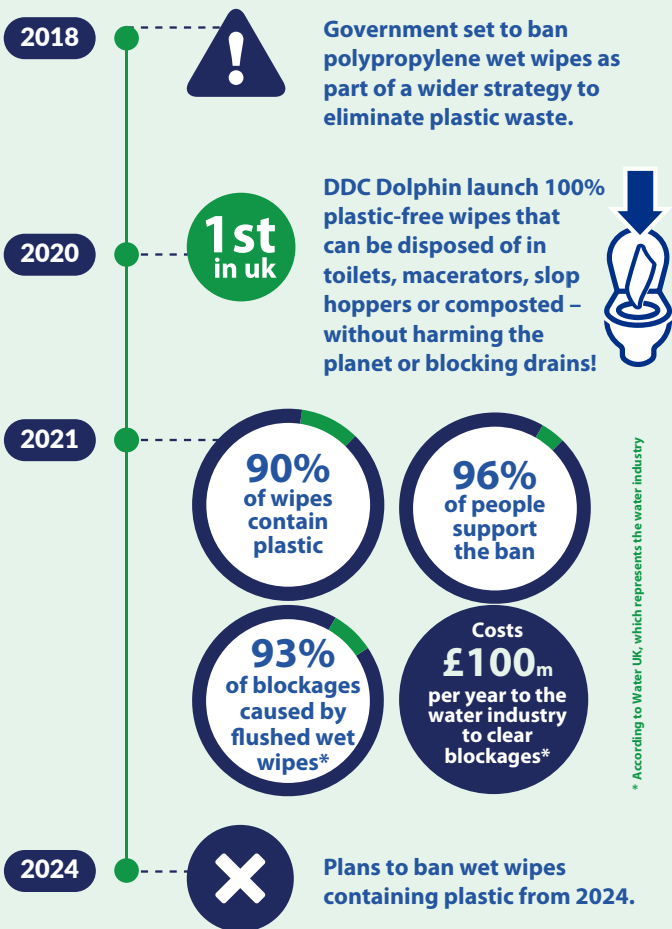 2018
!
Government set to ban
polypropylene wet wipes as
part of a wider strategy to
eliminate plastic waste.
2020
1st
in uk
DDC Dolphin launch 100%
plastic-free wipes that
can be disposed of in
toilets, macerators, slop
hoppers or composted –
without harming the
planet or blocking drains!
2021
90%
of wipes
contain
plastic
96%
of people
support
the ban
93%
of blockages
caused by
flushed wet
wipes*
Costs
£100m
per year to the
water industry
to clear
blockages*
* According to Water UK, which represents the water industry
2024
Plans to ban wet wipes
containing plastic from 2024.